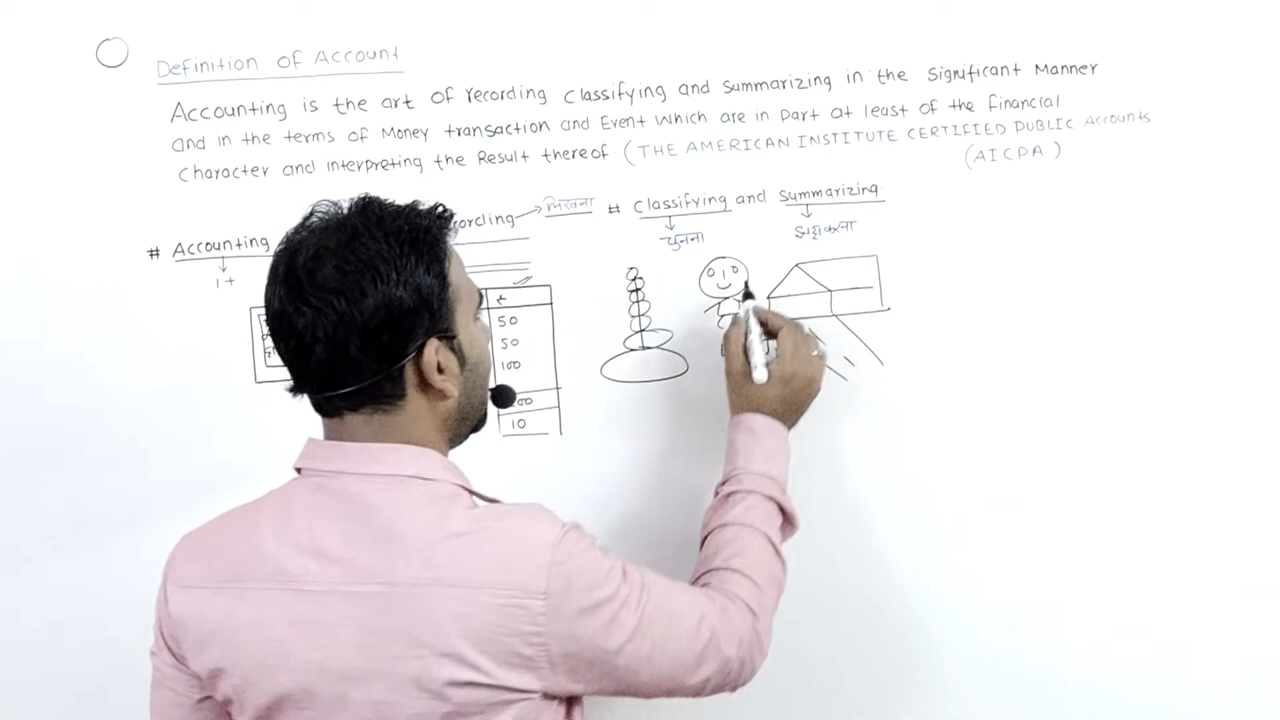 Definition of Account
Accounting is the art of recording classifying and summarizing in the significant manner
and in the terms of Money transaction and Event which are in Part at least of the financial
Character and interpreting the Result thereof (THE AMERICAN INSTITUTE CERTIFIED PUBLIC Accounts
(AICPA)
# Accounting
लिखना
# Classifying and Summarizing
चुनना
1+
50
50
100
10